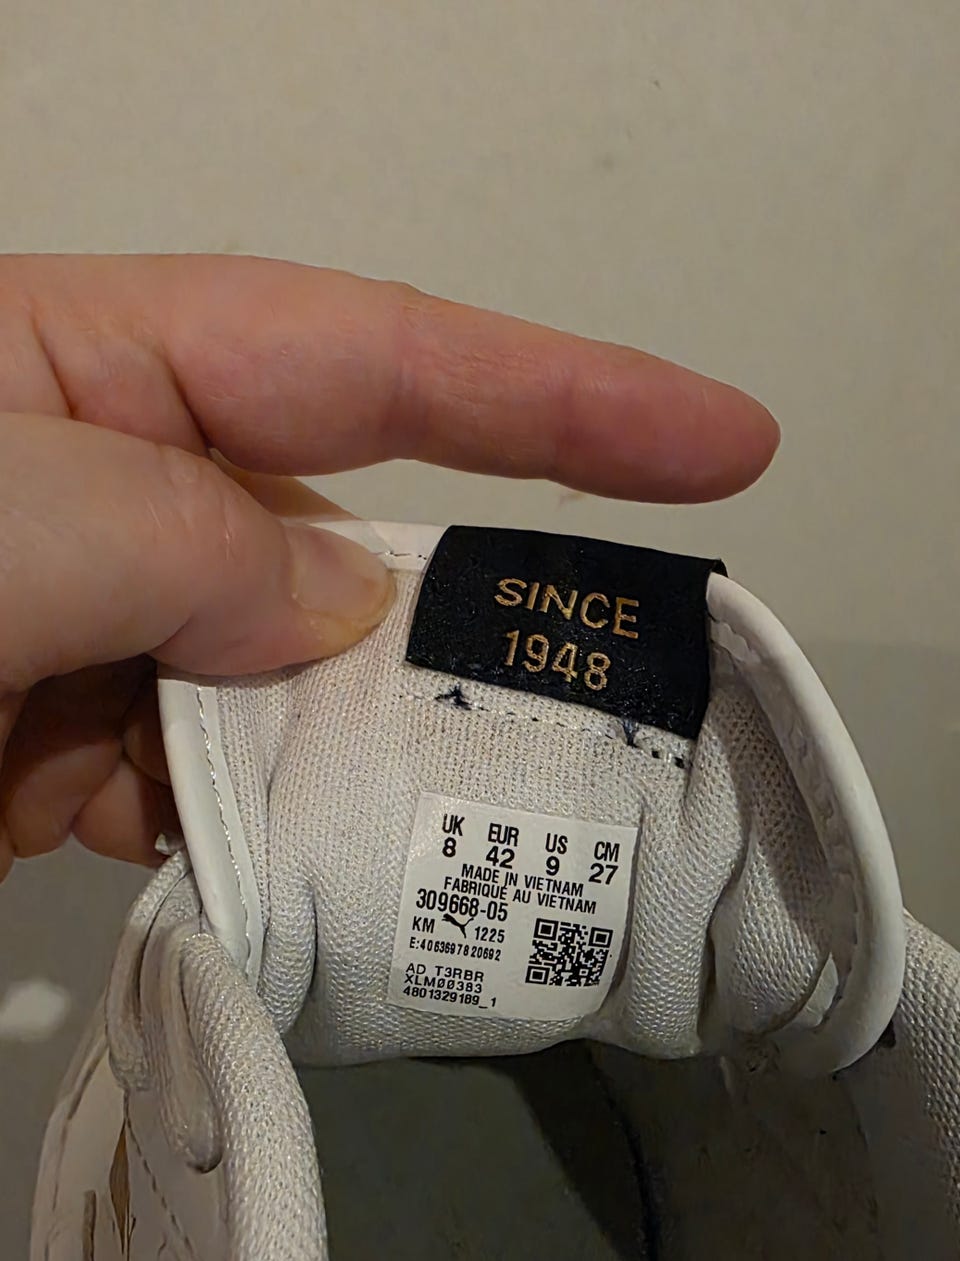 SINCE
1948
UK EUR US CM
8 42 9 27
MADE IN VIETNAM
FABRIQUÉ AU VIETNAM
309668-05
KM 1225
E:4063697820692
AD T3RBR
XLM00383
4801329189_1